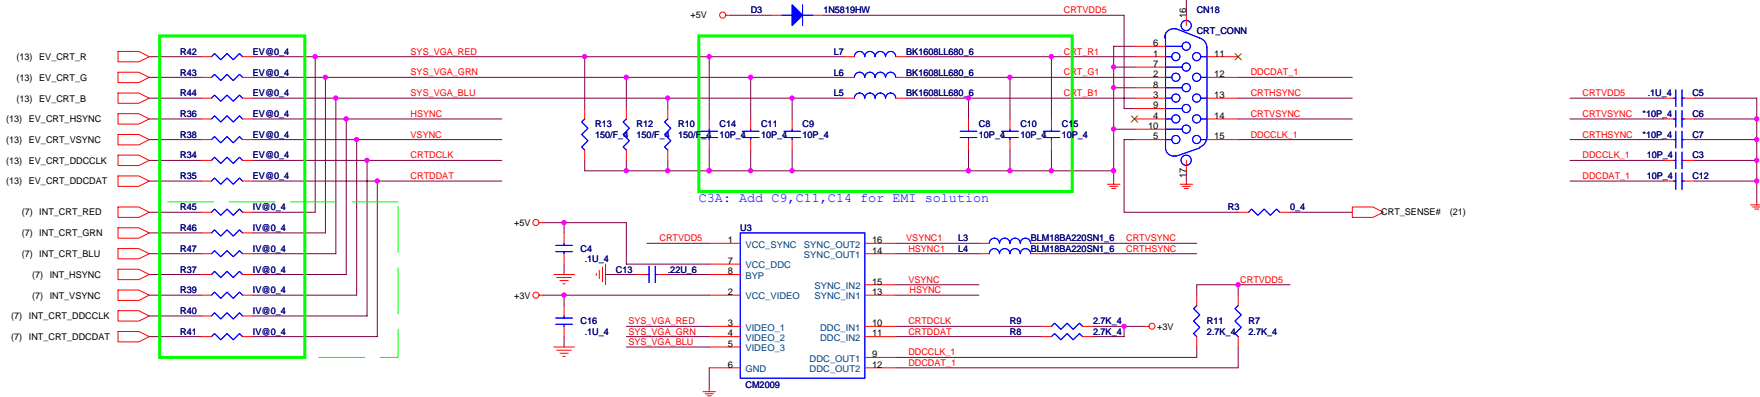 +5V D3 1N5819HW CRTVDD5 16 CN18
CRT_CONN
(13) EV_CRT_R R42 EV@0_4 SYS_VGA_RED L7 BK1608LL680_6 CRT_R1 6 1 11
(13) EV_CRT_G R43 EV@0_4 SYS_VGA_GRN L6 BK1608LL680_6 CRT_G1 7 2 12 DDCDAT_1
(13) EV_CRT_B R44 EV@0_4 SYS_VGA_BLU L5 BK1608LL680_6 CRT_B1 8 3 13 CRTHSYNC
(13) EV_CRT_HSYNC R36 EV@0_4 HSYNC 9 4 14 CRTVSYNC
(13) EV_CRT_VSYNC R38 EV@0_4 VSYNC 10 5 15 DDCCLK_1
R13 150/F_4 R12 150/F_4 R10 150/F_4 C14 10P_4 C11 10P_4 C9 10P_4 C8 10P_4 C10 10P_4 C15 10P_4
(13) EV_CRT_DDCCLK R34 EV@0_4 CRTDCLK
(13) EV_CRT_DDCDAT R35 EV@0_4 CRTDDAT 17
CRTVDD5 .1U_4 C5
CRTVSYNC *10P_4 C6
CRTHSYNC *10P_4 C7
DDCCLK_1 10P_4 C3
DDCDAT_1 10P_4 C12
C3A: Add C9,C11,C14 for EMI solution
(7) INT_CRT_RED R45 IV@0_4
(7) INT_CRT_GRN R46 IV@0_4
(7) INT_CRT_BLU R47 IV@0_4
(7) INT_HSYNC R37 IV@0_4
(7) INT_VSYNC R39 IV@0_4
(7) INT_CRT_DDCCLK R40 IV@0_4
(7) INT_CRT_DDCDAT R41 IV@0_4
R3 0_4 CRT_SENSE# (21)
+5V C4 .1U_4
C13 .22U_6
+3V C16 .1U_4
U3
CRTVDD5 1 VCC_SYNC SYNC_OUT2 16 VSYNC1 L3 BLM18BA220SN1_6 CRTVSYNC
SYNC_OUT1 14 HSYNC1 L4 BLM18BA220SN1_6 CRTHSYNC
7 VCC_DDC
8 BYP
SYNC_IN2 15 VSYNC
2 VCC_VIDEO SYNC_IN1 13 HSYNC
SYS_VGA_RED 3 VIDEO_1 DDC_IN1 10 CRTDCLK R9 2.7K_4 +3V
SYS_VGA_GRN 4 VIDEO_2 DDC_IN2 11 CRTDDAT R8 2.7K_4
SYS_VGA_BLU 5 VIDEO_3
DDC_OUT1 9 DDCCLK_1
6 GND DDC_OUT2 12 DDCDAT_1
CM2009
CRTVDD5
R11 2.7K_4 R7 2.7K_4